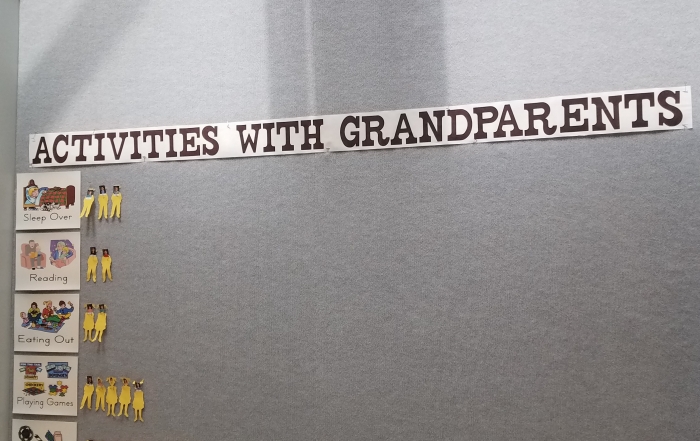 ACTIVITIES WITH GRANDPARENTS
Sleep Over
Reading
Eating Out
Playing Games